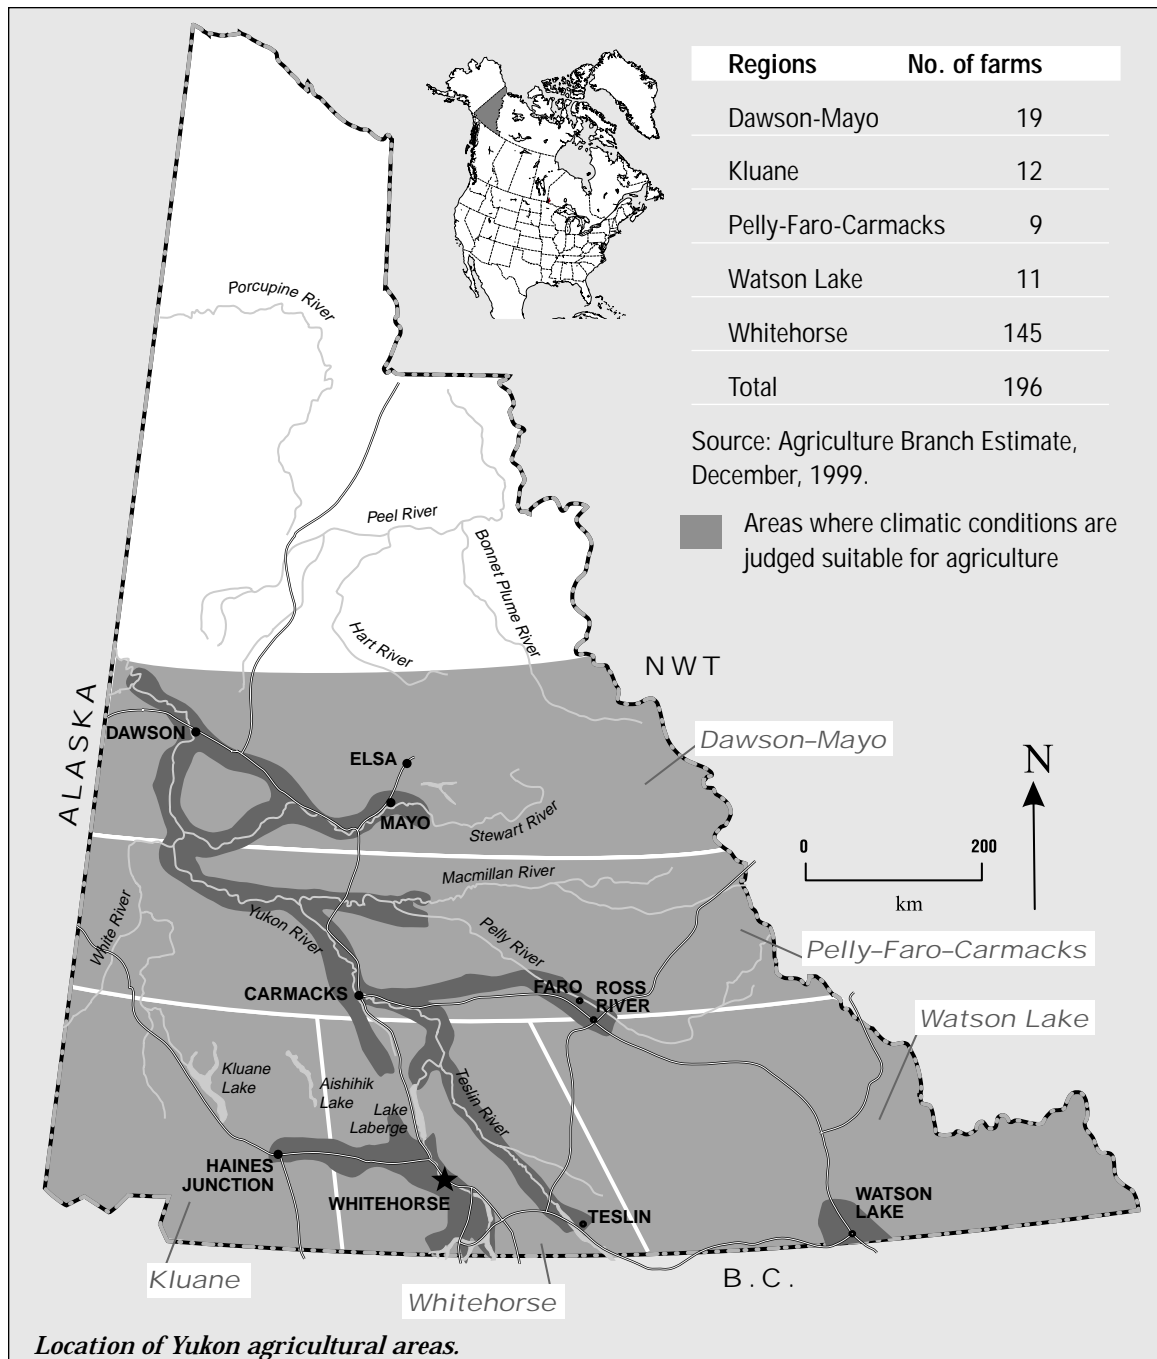 Regions No. of farms
Dawson-Mayo 19
Kluane 12
Pelly-Faro-Carmacks 9
Watson Lake 11
Whitehorse 145
Total 196
Source: Agriculture Branch Estimate,
December, 1999.
Areas where climatic conditions are
judged suitable for agriculture
Porcupine River
Peel River
Bonnet Plume River
Hart River
NWT
ALASKA
DAWSON
ELSA
MAYO
Stewart River
Dawson-Mayo
N
0 200
km
Macmillan River
Yukon River
White River
Pelly River
Pelly-Faro-Carmacks
CARMACKS
FARO
ROSS
RIVER
Watson Lake
Kluane
Lake
Aishihik
Lake
Lake
Laberge
Teslin River
HAINES
JUNCTION
WHITEHORSE
TESLIN
WATSON
LAKE
B.C.
Kluane
Whitehorse
Location of Yukon agricultural areas.